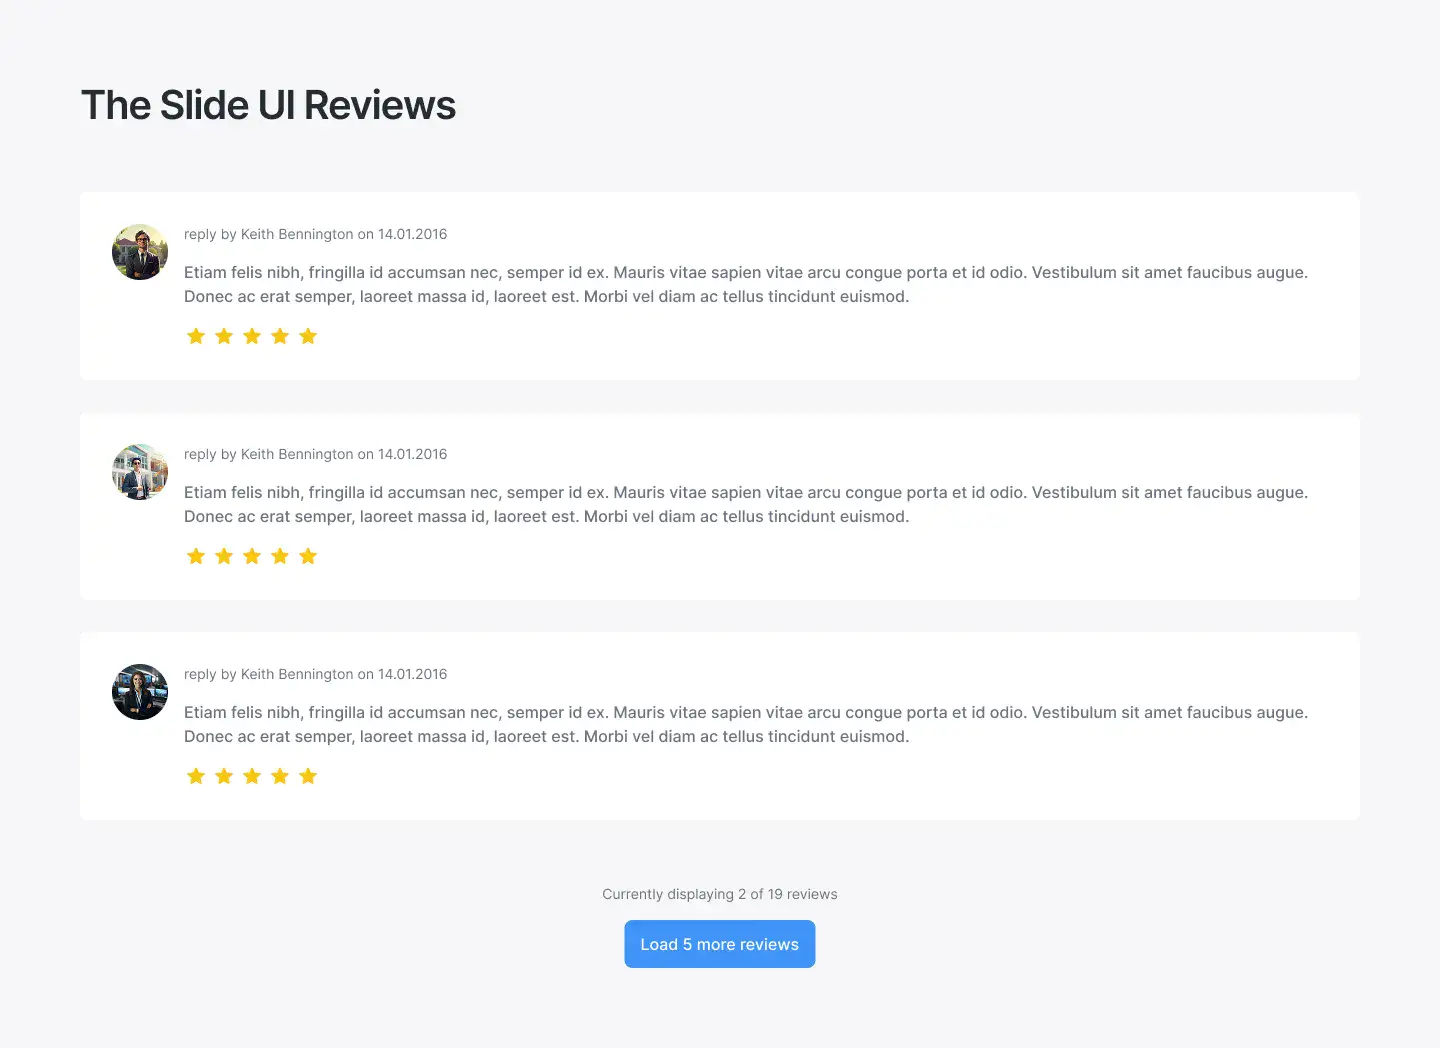 The Slide UI Reviews
reply by Keith Bennington on 14.01.2016
Etiam felis nibh, fringilla id accumsan nec, semper id ex. Mauris vitae sapien vitae arcu congue porta et id odio. Vestibulum sit amet faucibus augue.
Donec ac erat semper, laoreet massa id, laoreet est. Morbi vel diam ac tellus tincidunt euismod.
reply by Keith Bennington on 14.01.2016
Etiam felis nibh, fringilla id accumsan nec, semper id ex. Mauris vitae sapien vitae arcu congue porta et id odio. Vestibulum sit amet faucibus augue.
Donec ac erat semper, laoreet massa id, laoreet est. Morbi vel diam ac tellus tincidunt euismod.
reply by Keith Bennington on 14.01.2016
Etiam felis nibh, fringilla id accumsan nec, semper id ex. Mauris vitae sapien vitae arcu congue porta et id odio. Vestibulum sit amet faucibus augue.
Donec ac erat semper, laoreet massa id, laoreet est. Morbi vel diam ac tellus tincidunt euismod.
Currently displaying 2 of 19 reviews
Load 5 more reviews